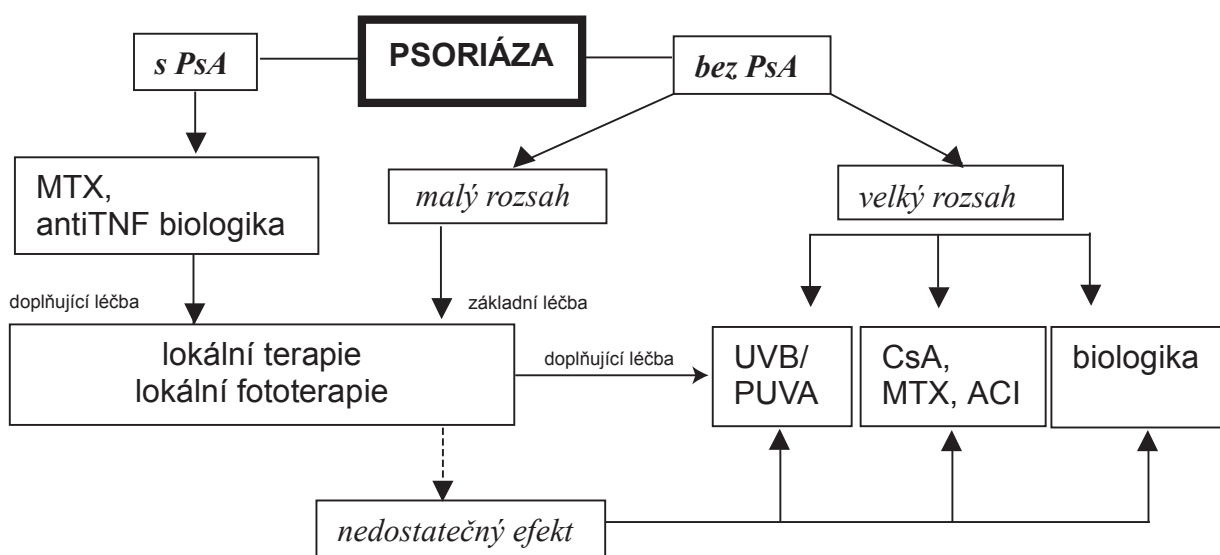 PSORIÁZA
s PsA
bez PsA
MTX,
antiTNF biologika
malý rozsah
velký rozsah
doplňující léčba
základní léčba
lokální terapie
lokální fototerapie
doplňující léčba
UVB/
PUVA
CsA,
MTX, ACI
biologika
nedostatečný efekt